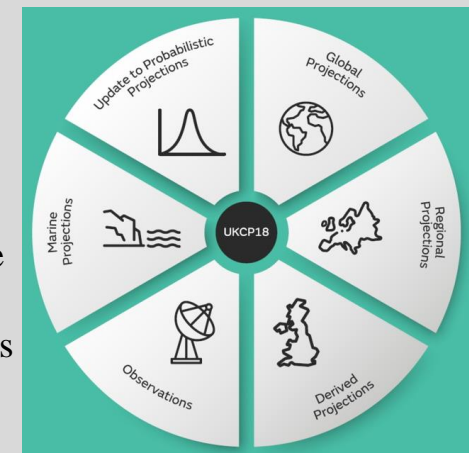 Update to Probabilistic
Projections
Global
Projections
Marine
Projections
UKCP18
Regional
Projections
e
s
Observations
Derived
Projections